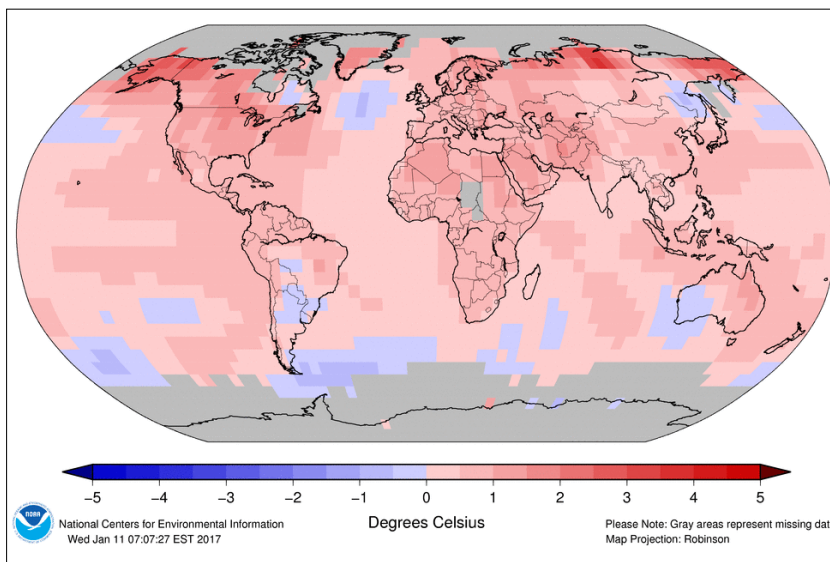 −5 −4 −3 −2 −1 0 1 2 3 4 5
NOAA
National Centers for Environmental Information
Degrees Celsius
Please Note: Gray areas represent missing dat
Wed Jan 11 07:07:27 EST 2017
Map Projection: Robinson